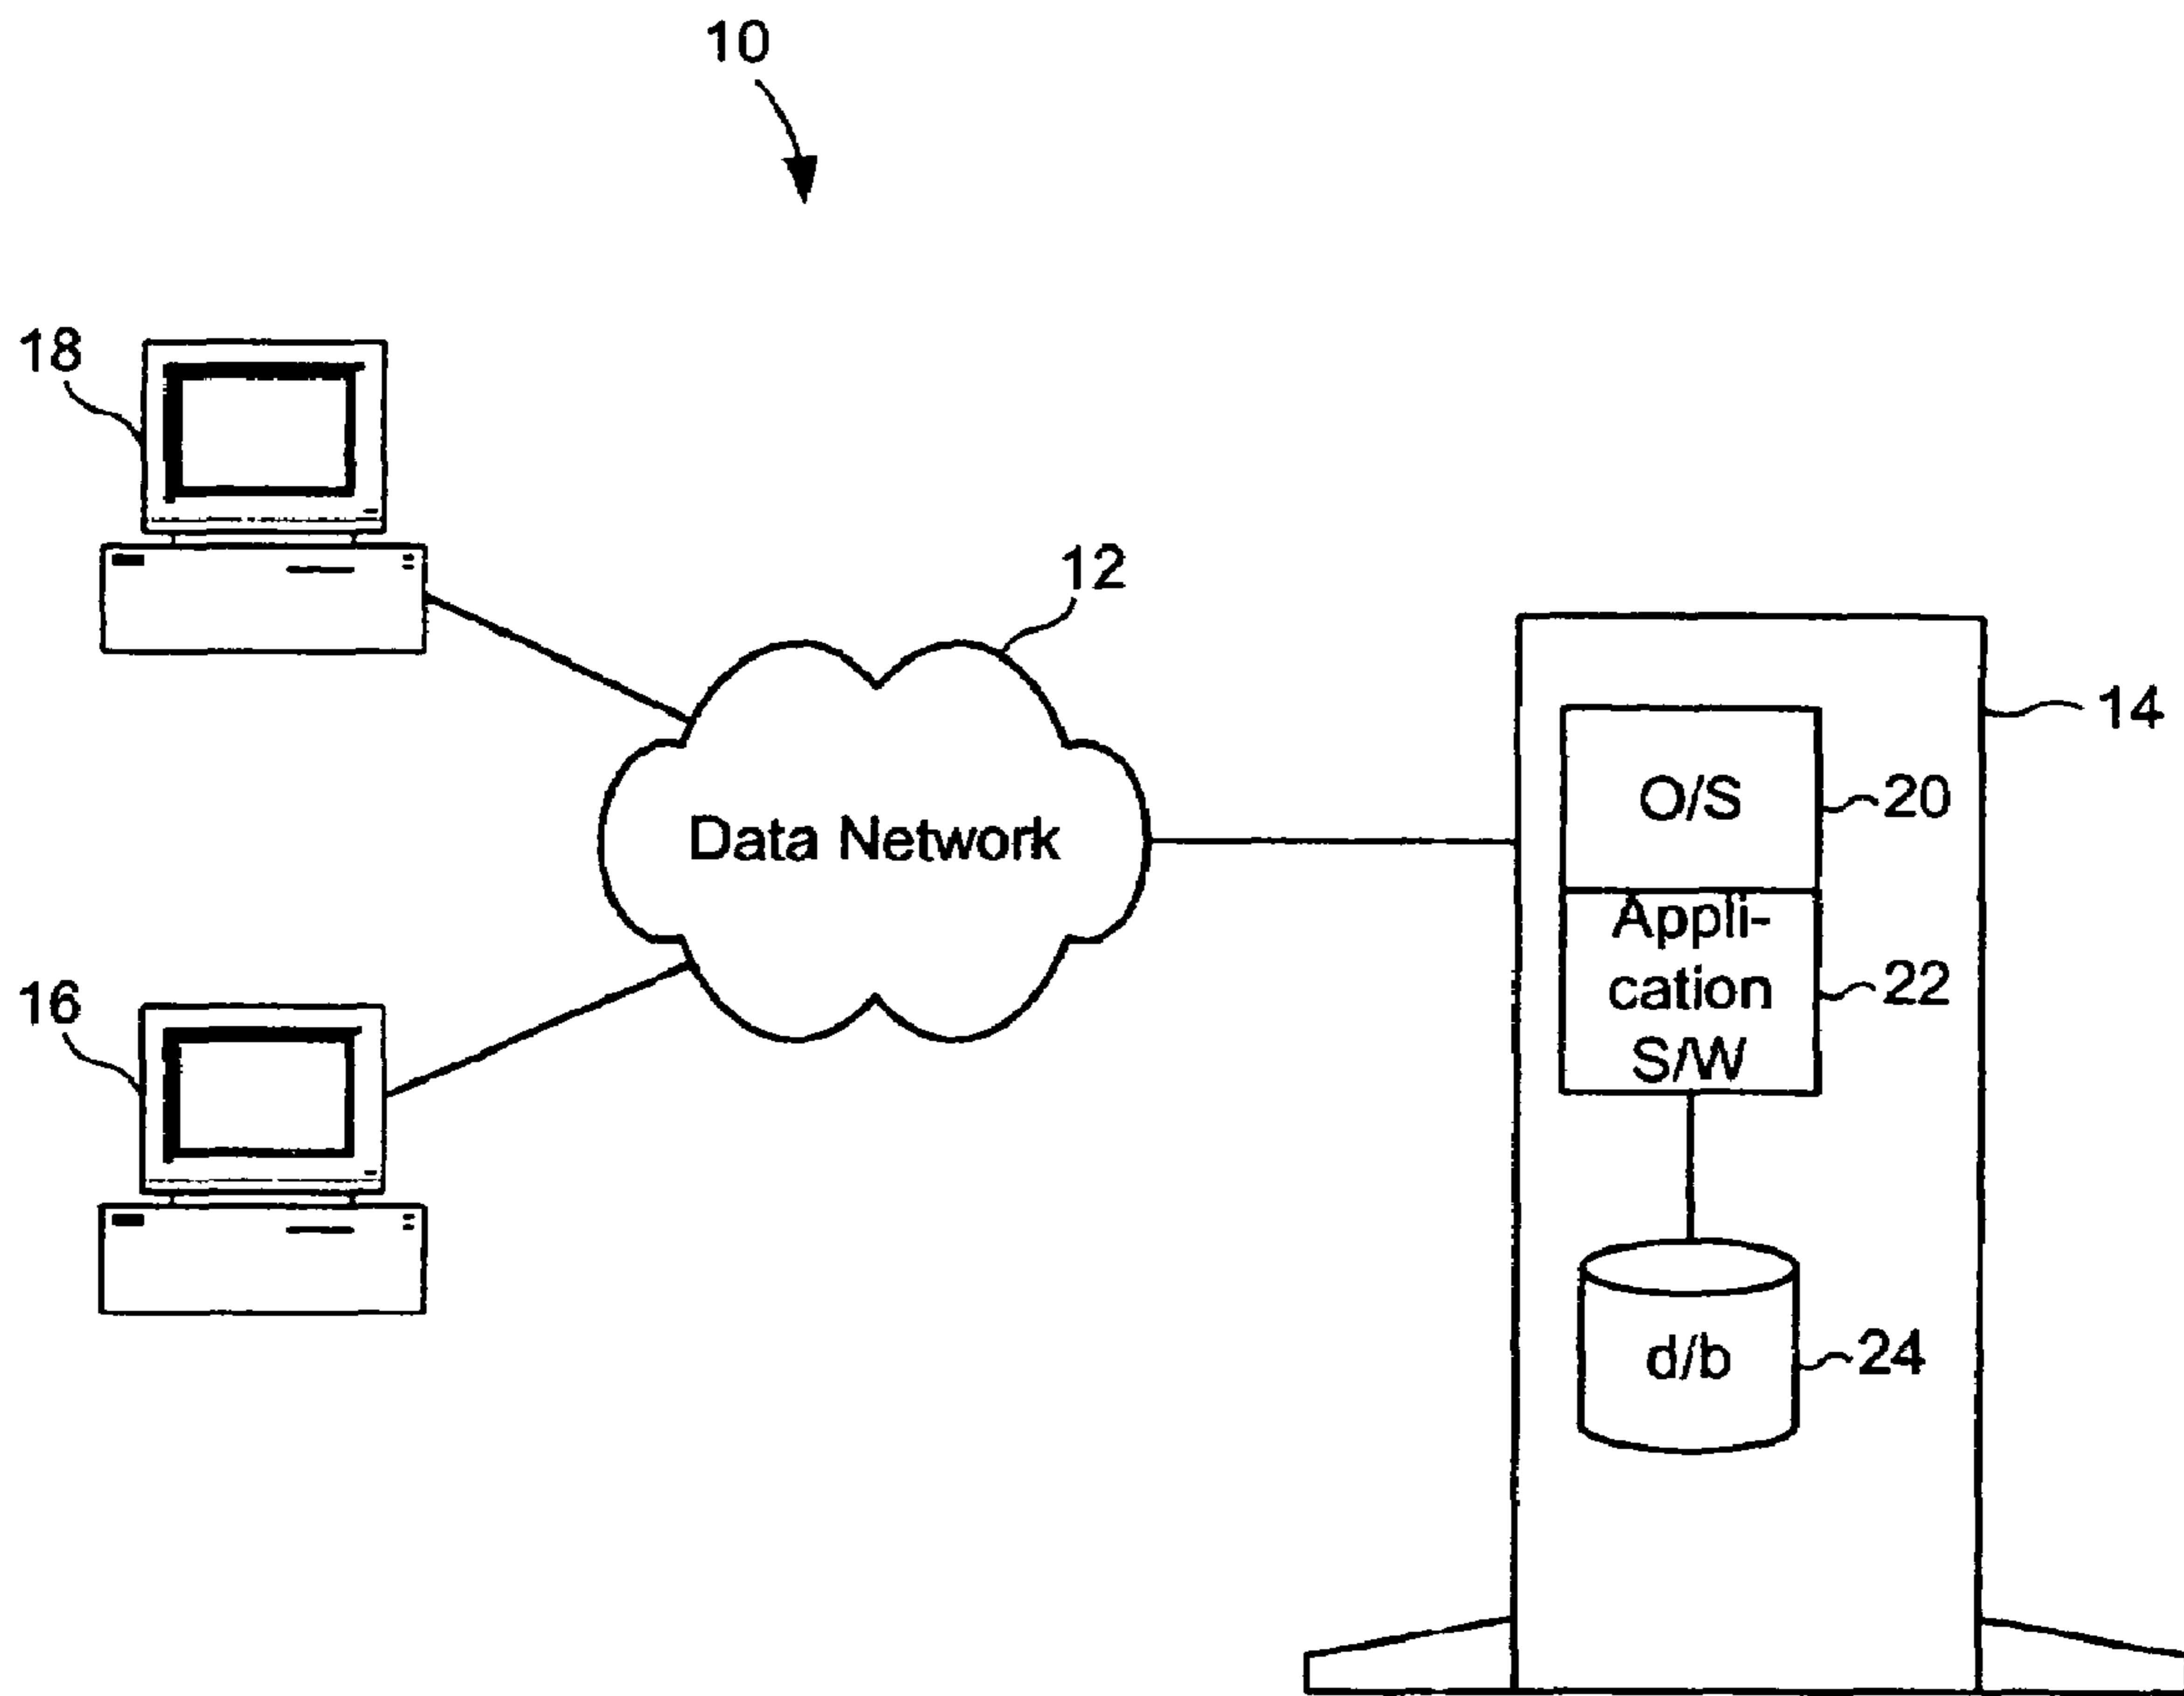 10
18
12
14
O/S
20
Data Network
Appli-
cation
S/W
22
16
d/b
24